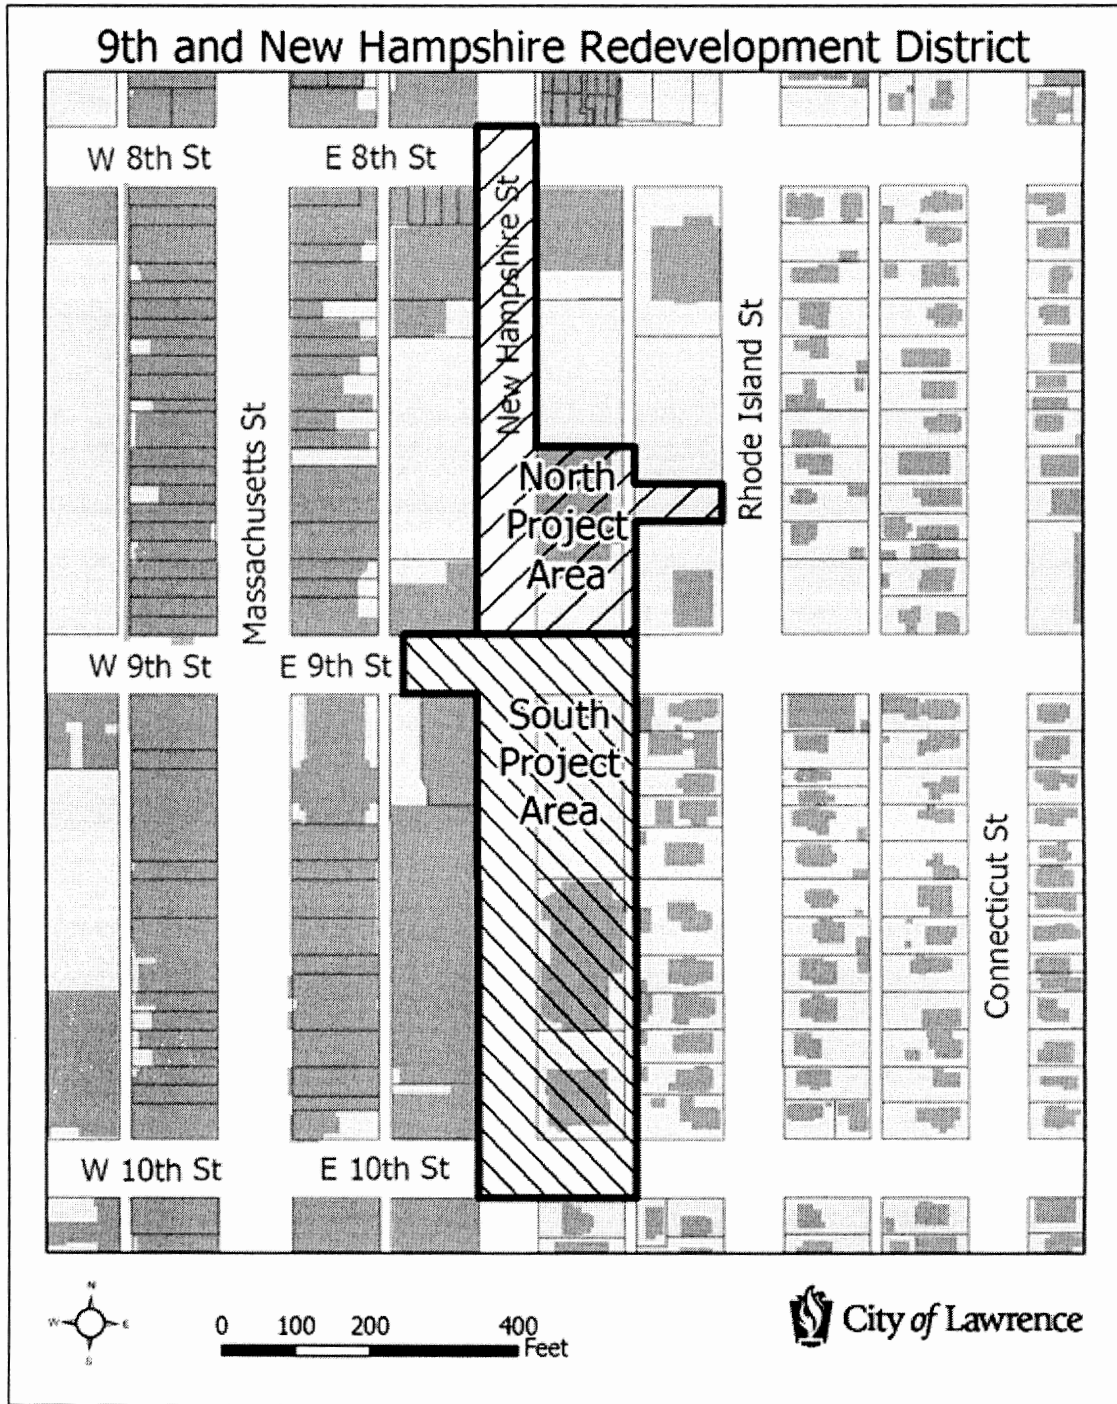 9th and New Hampshire Redevelopment District
W 8th St
E 8th St
New Hampshire St
Rhode Island St
Massachusetts St
North
Project
Area
W 9th St
E 9th St
South
Project
Area
Connecticut St
W 10th St
E 10th St
N
W
E
S
0 100 200 400
Feet
City of Lawrence